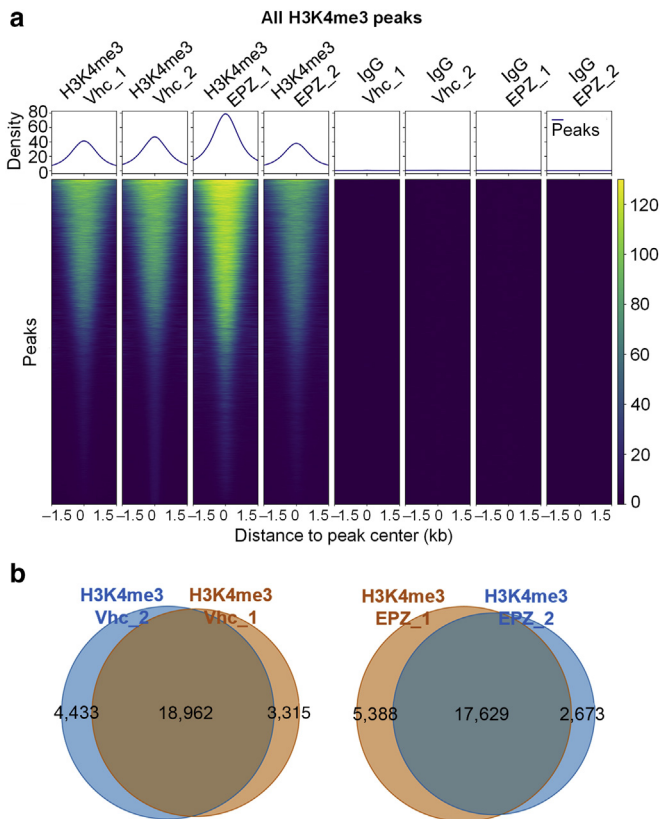 a
All H3K4me3 peaks
H3K4me3
Vhc_1
H3K4me3
Vhc_2
H3K4me3
EPZ_1
H3K4me3
EPZ_2
IgG
Vhc_1
IgG
Vhc_2
IgG
EPZ_1
IgG
EPZ_2
Density
80
60
40
20
0
Peaks
Peaks
120
100
80
60
40
20
0
−1.5 0 1.5 −1.5 0 1.5 −1.5 0 1.5 −1.5 0 1.5 −1.5 0 1.5 −1.5 0 1.5 −1.5 0 1.5 −1.5 0 1.5
Distance to peak center (kb)
b
H3K4me3
Vhc_2
H3K4me3
Vhc_1
4,433
18,962
3,315
H3K4me3
EPZ_1
H3K4me3
EPZ_2
5,388
17,629
2,673